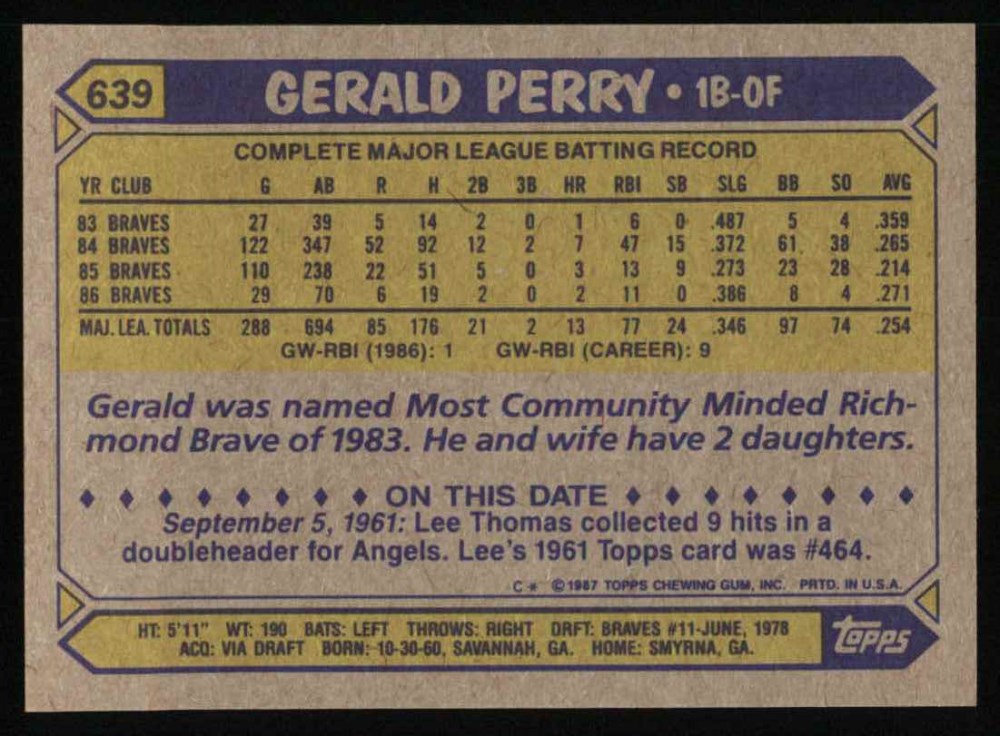 639 GERALD PERRY • 1B-OF
COMPLETE MAJOR LEAGUE BATTING RECORD
YR CLUB G AB R H 2B 3B HR RBI SB SLG BB SO AVG
83 BRAVES 27 39 5 14 2 0 1 6 0 .487 5 4 .359
84 BRAVES 122 347 52 92 12 2 7 47 15 .372 61 38 .265
85 BRAVES 110 238 22 51 5 0 3 13 9 .273 23 28 .214
86 BRAVES 29 70 6 19 2 0 2 11 0 .386 8 4 .271
MAJ. LEA. TOTALS 288 694 85 176 21 2 13 77 24 .346 97 74 .254
GW-RBI (1986): 1 GW-RBI (CAREER): 9
Gerald was named Most Community Minded Rich-
mond Brave of 1983. He and wife have 2 daughters.
ON THIS DATE
September 5, 1961: Lee Thomas collected 9 hits in a
doubleheader for Angels. Lee's 1961 Topps card was #464.
C* ©1987 TOPPS CHEWING GUM, INC. PRTD. IN U.S.A.
HT: 5'11" WT: 190 BATS: LEFT THROWS: RIGHT DRFT: BRAVES #11-JUNE, 1978
ACQ: VIA DRAFT BORN: 10-30-60, SAVANNAH, GA. HOME: SMYRNA, GA.
topps